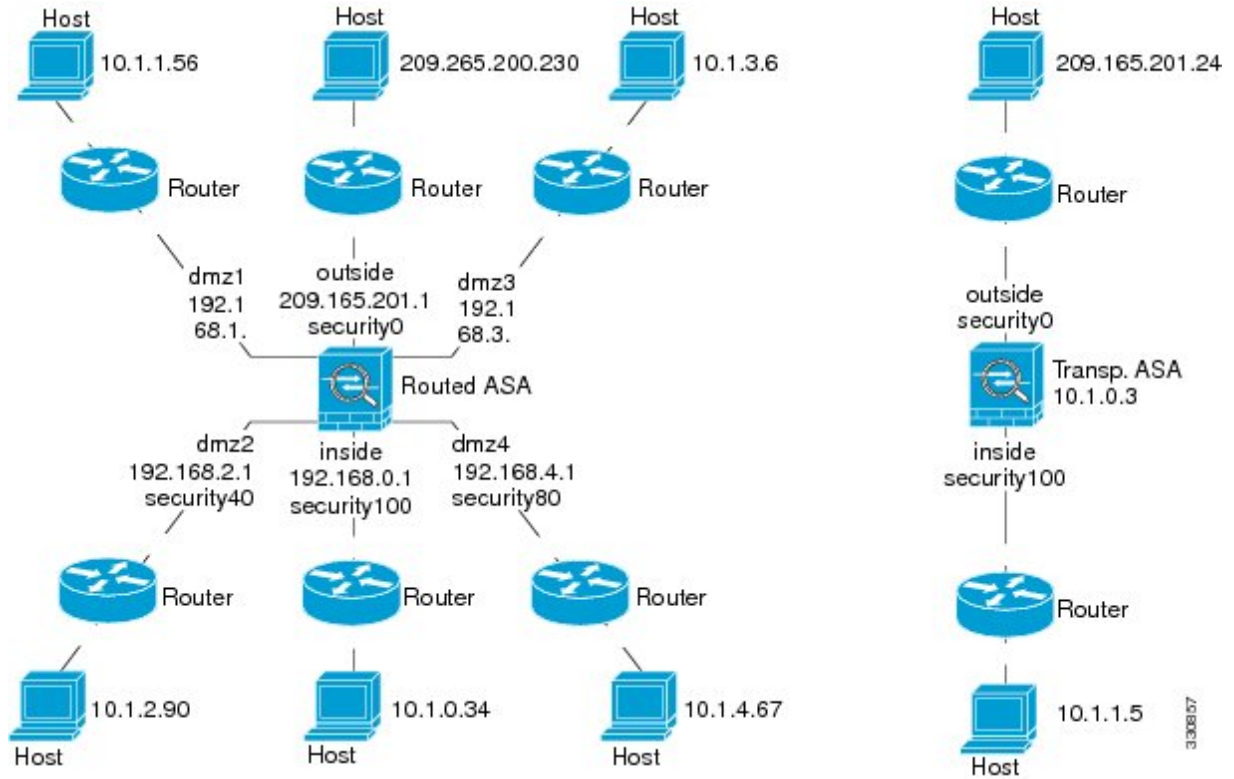 Host
10.1.1.56
Host
209.265.200.230
Host
10.1.3.6
Host
209.165.201.24
Router
Router
Router
Router
dmz1
192.1
68.1.
outside
209.165.201.1
security0
dmz3
192.1
68.3.
outside
security0
Routed ASA
Transp. ASA
10.1.0.3
dmz2
192.168.2.1
security40
inside
192.168.0.1
security100
dmz4
192.168.4.1
security80
inside
security100
Router
Router
Router
Router
10.1.2.90
Host
10.1.0.34
Host
10.1.4.67
Host
10.1.1.5
Host
330857